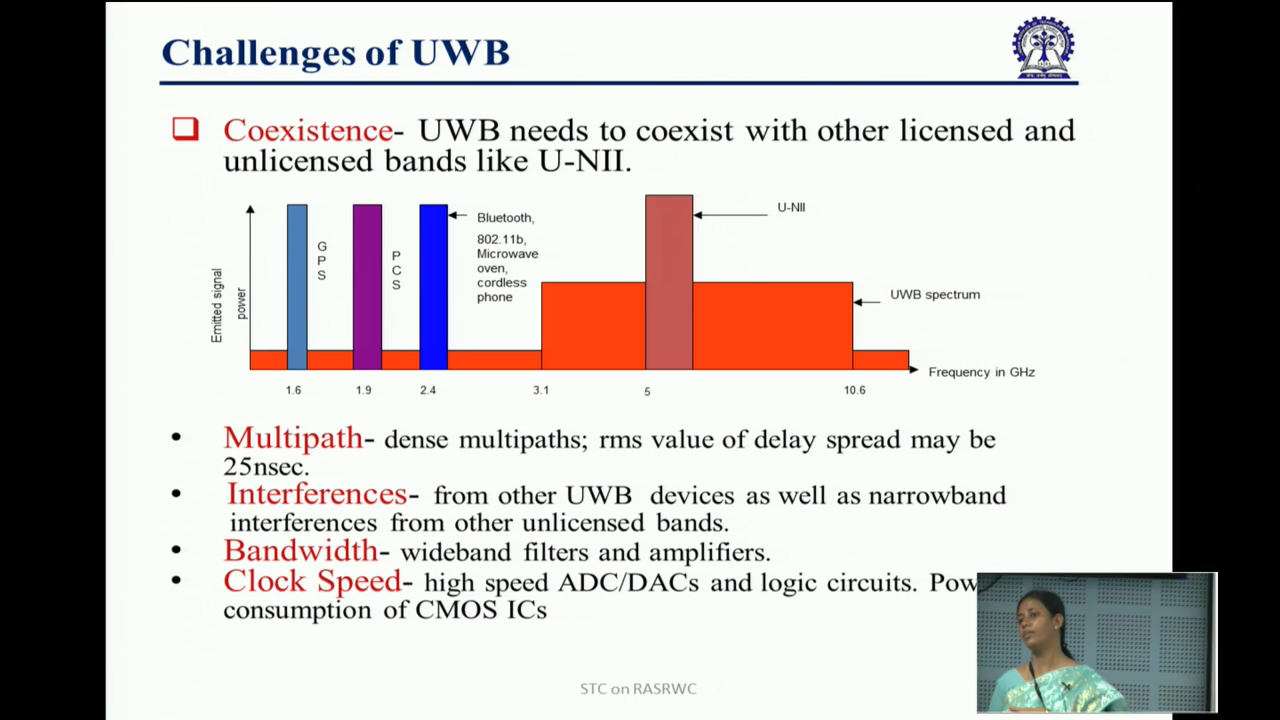 Challenges of UWB
Coexistence- UWB needs to coexist with other licensed and
unlicensed bands like U-NII.
Emitted signal
power
G
P
S
P
C
S
Bluetooth,
802.11b,
Microwave
oven,
cordless
phone
U-NII
UWB spectrum
Frequency in GHz
1.6
1.9
2.4
3.1
5
10.6
• Multipath- dense multipaths; rms value of delay spread may be
25nsec.
• Interferences- from other UWB devices as well as narrowband
interferences from other unlicensed bands.
• Bandwidth- wideband filters and amplifiers.
• Clock Speed- high speed ADC/DACs and logic circuits. Pow
consumption of CMOS ICs
STC on RASRWC